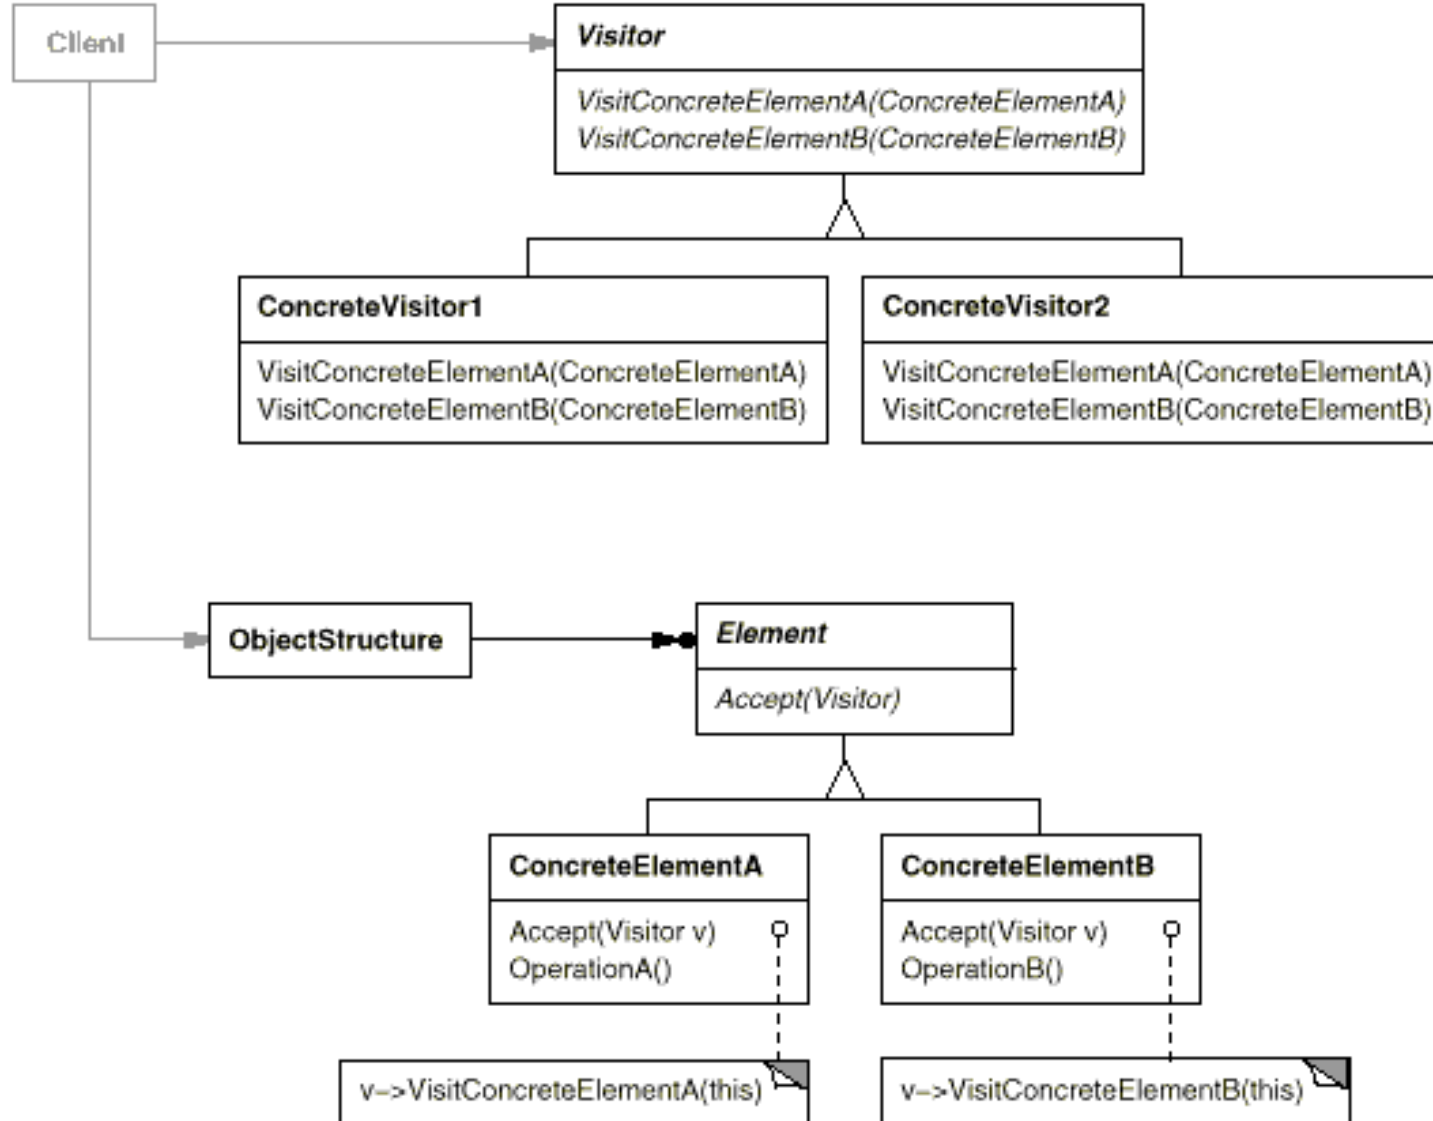 Client
Visitor
VisitConcreteElementA(ConcreteElementA)
VisitConcreteElementB(ConcreteElementB)
ConcreteVisitor1
VisitConcreteElementA(ConcreteElementA)
VisitConcreteElementB(ConcreteElementB)
ConcreteVisitor2
VisitConcreteElementA(ConcreteElementA)
VisitConcreteElementB(ConcreteElementB)
ObjectStructure
Element
Accept(Visitor)
ConcreteElementA
Accept(Visitor v)
OperationA()
ConcreteElementB
Accept(Visitor v)
OperationB()
v–>VisitConcreteElementA(this)
v–>VisitConcreteElementB(this)